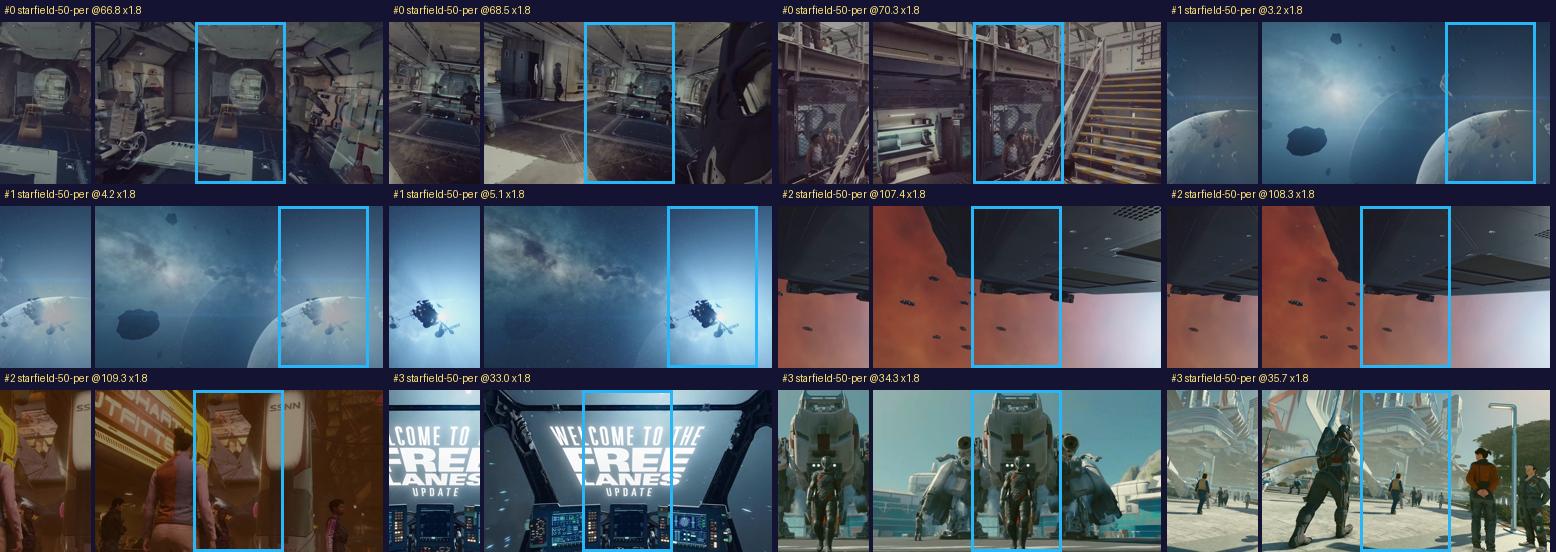 #0 starfield-50-per @66.8 x1.8
#0 starfield-50-per @68.5 x1.8
#0 starfield-50-per @70.3 x1.8
#1 starfield-50-per @3.2 x1.8
#1 starfield-50-per @4.2 x1.8
#1 starfield-50-per @5.1 x1.8
#2 starfield-50-per @107.4 x1.8
#2 starfield-50-per @108.3 x1.8
#2 starfield-50-per @109.3 x1.8
SSNN
OUTFITTE
#3 starfield-50-per @33.0 x1.8
LCOME TO
FREE
LANES
UPDATE
WELCOME TO THE
FREE
LANES
UPDATE
#3 starfield-50-per @34.3 x1.8
#3 starfield-50-per @35.7 x1.8